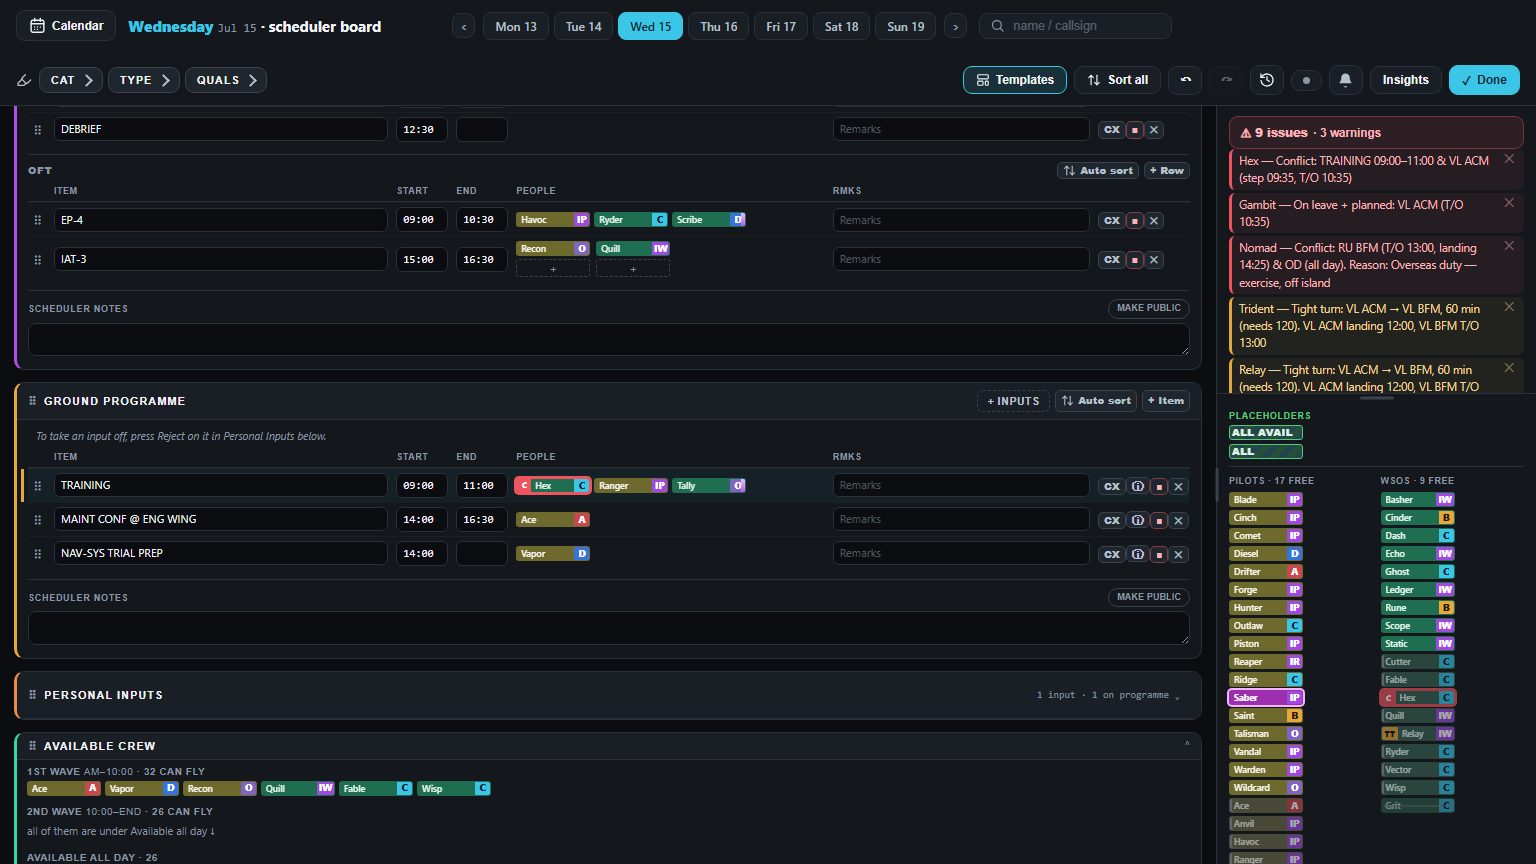 Calendar
Wednesday Jul 15 · scheduler board
Mon 13
Tue 14
Wed 15
Thu 16
Fri 17
Sat 18
Sun 19
name / callsign
CAT
TYPE
QUALS
Templates
Sort all
Insights
✓ Done
DEBRIEF
12:30
Remarks
CX
OFT
Auto sort
+ Row
ITEM START END PEOPLE RMKS
EP-4 09:00 10:30 Havoc IP Ryder C Scribe D Remarks CX
IAT-3 15:00 16:30 Recon O Quill IW Remarks CX
+ +
SCHEDULER NOTES
MAKE PUBLIC
GROUND PROGRAMME
+ INPUTS
Auto sort
+ Item
To take an input off, press Reject on it in Personal Inputs below.
ITEM START END PEOPLE RMKS
TRAINING 09:00 11:00 C Hex C Ranger IP Tally O Remarks CX
MAINT CONF @ ENG WING 14:00 16:30 Ace A Remarks CX
NAV-SYS TRIAL PREP 14:00 Vapor D Remarks CX
SCHEDULER NOTES
MAKE PUBLIC
PERSONAL INPUTS
1 input · 1 on programme
AVAILABLE CREW
1ST WAVE AM–10:00 · 32 CAN FLY
Ace A Vapor D Recon O Quill IW Fable C Wisp C
2ND WAVE 10:00–END · 26 CAN FLY
all of them are under Available all day ↓
AVAILABLE ALL DAY · 26
⚠ 9 issues · 3 warnings
Hex — Conflict: TRAINING 09:00–11:00 & VL ACM
(step 09:35, T/O 10:35)
Gambit — On leave + planned: VL ACM (T/O
10:35)
Nomad — Conflict: RU BFM (T/O 13:00, landing
14:25) & OD (all day). Reason: Overseas duty —
exercise, off island
Trident — Tight turn: VL ACM → VL BFM, 60 min
(needs 120). VL ACM landing 12:00, VL BFM T/O
13:00
Relay — Tight turn: VL ACM → VL BFM, 60 min
(needs 120). VL ACM landing 12:00, VL BFM T/O
PLACEHOLDERS
ALL AVAIL
ALL
PILOTS · 17 FREE
Blade IP
Cinch IP
Comet IP
Diesel D
Drifter A
Forge IP
Hunter IP
Outlaw C
Piston IP
Reaper IR
Ridge C
Saber IP
Saint B
Talisman O
Vandal IP
Warden IP
Wildcard O
Ace A
Anvil IP
Havoc IP
Ranger IP
WSOS · 9 FREE
Basher IW
Cinder B
Dash C
Echo IW
Ghost C
Ledger IW
Rune B
Scope IW
Static IW
Cutter C
Fable C
C Hex C
Quill IW
TT Relay IW
Ryder C
Vector C
Wisp C
Grit C